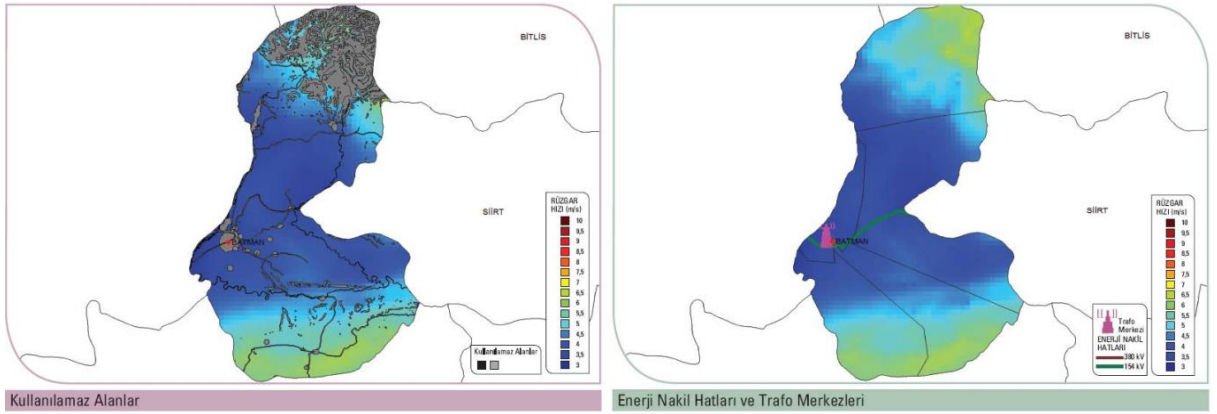 BİTLİS
SİİRT
BATMAN
RÜZGAR
HIZI (m/s)
10
9,5
9
8,5
8
7,5
7
6,5
6
5,5
5
4,5
4
3,5
3
Kullanılamaz Alanlar
Kullanılamaz Alanlar
BİTLİS
SİİRT
BATMAN
RÜZGAR
HIZI (m/s)
10
9,5
9
8,5
8
7,5
7
6,5
6
5,5
5
4,5
4
3,5
3
Trafo
Merkezi
ENERJİ NAKİL
HATLARI
380 kV
154 kV
Enerji Nakil Hatları ve Trafo Merkezleri